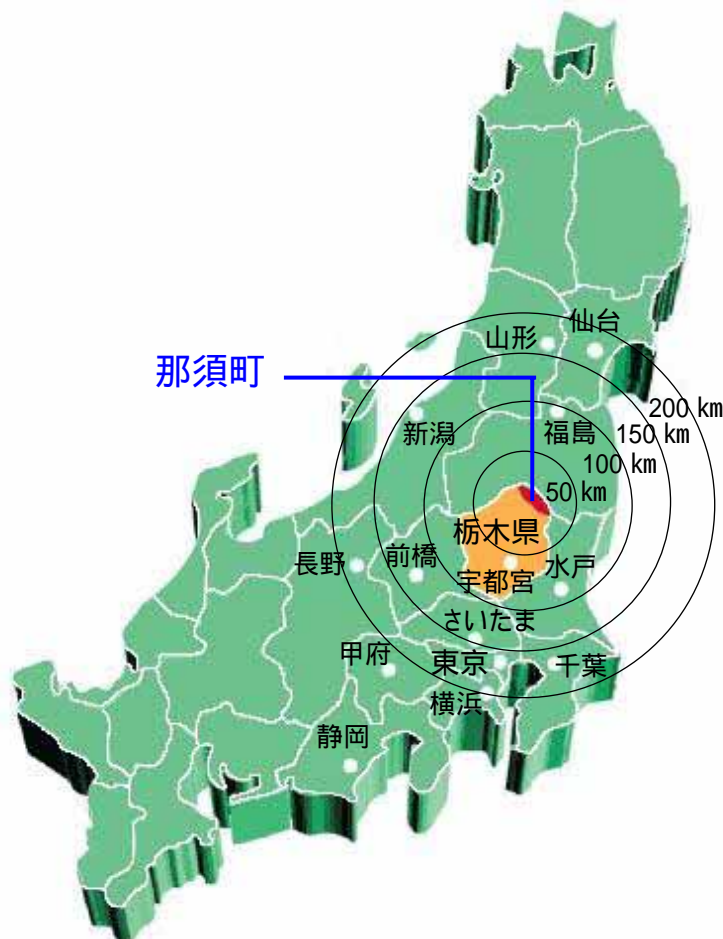 仙台
山形
那須町
200 km
新潟
福島
150 km
100 km
50 km
栃木県
長野
前橋
宇都宮
水戸
さいたま
甲府
東京
千葉
横浜
静岡